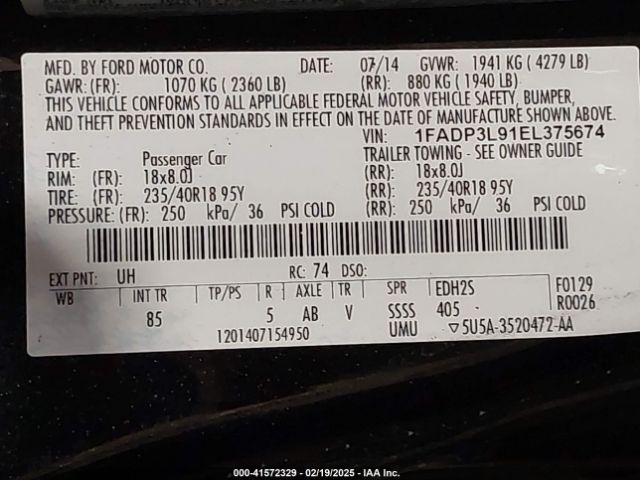 MFD. BY FORD MOTOR CO. DATE: 07/14 GVWR: 1941 KG ( 4279 LB)
GAWR: (FR): 1070 KG ( 2360 LB) (RR): 880 KG ( 1940 LB)
THIS VEHICLE CONFORMS TO ALL APPLICABLE FEDERAL MOTOR VEHICLE SAFETY, BUMPER,
AND THEFT PREVENTION STANDARDS IN EFFECT ON THE DATE OF MANUFACTURE SHOWN ABOVE.
VIN: 1FADP3L91EL375674
TYPE: Passenger Car TRAILER TOWING - SEE OWNER GUIDE
RIM: (FR): 18x8.0J (RR): 18x8.0J
TIRE: (FR): 235/40R18 95Y (RR): 235/40R18 95Y
PRESSURE: (FR): 250 kPa/ 36 PSI COLD (RR): 250 kPa/ 36 PSI COLD
EXT PNT: UH RC: 74 DSO:
WB INT TR TP/PS R AXLE TR SPR EDH2S F0129
85 5 AB V SSSS 405 R0026
1201407154950 UMU ▽5U5A-3520472-AA
000-41572329 - 02/19/2025 - IAA Inc.